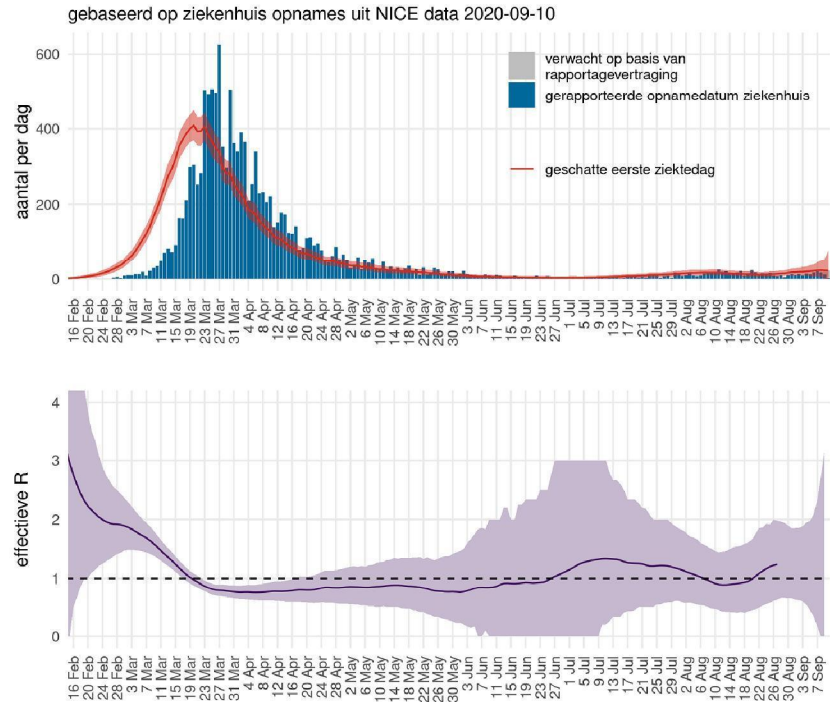 gebaseerd op ziekenhuis opnames uit NICE data 2020-09-10
verwacht op basis van
rapportagevertraging
gerapporteerde opnamedatum ziekenhuis
geschatte eerste ziektedag
aantal per dag
600
400
200
0
16 Feb
20 Feb
24 Feb
28 Feb
3 Mar
7 Mar
11 Mar
15 Mar
19 Mar
23 Mar
27 Mar
31 Mar
4 Apr
8 Apr
12 Apr
16 Apr
20 Apr
24 Apr
28 Apr
2 May
6 May
10 May
14 May
18 May
22 May
26 May
30 May
3 Jun
7 Jun
11 Jun
15 Jun
19 Jun
23 Jun
27 Jun
1 Jul
5 Jul
9 Jul
13 Jul
17 Jul
21 Jul
25 Jul
29 Jul
2 Aug
6 Aug
10 Aug
14 Aug
18 Aug
22 Aug
26 Aug
30 Aug
3 Sep
7 Sep
effectieve R
4
3
2
1
0
16 Feb
20 Feb
24 Feb
28 Feb
3 Mar
7 Mar
11 Mar
15 Mar
19 Mar
23 Mar
27 Mar
31 Mar
4 Apr
8 Apr
12 Apr
16 Apr
20 Apr
24 Apr
28 Apr
2 May
6 May
10 May
14 May
18 May
22 May
26 May
30 May
3 Jun
7 Jun
11 Jun
15 Jun
19 Jun
23 Jun
27 Jun
1 Jul
5 Jul
9 Jul
13 Jul
17 Jul
21 Jul
25 Jul
29 Jul
2 Aug
6 Aug
10 Aug
14 Aug
18 Aug
22 Aug
26 Aug
30 Aug
3 Sep
7 Sep